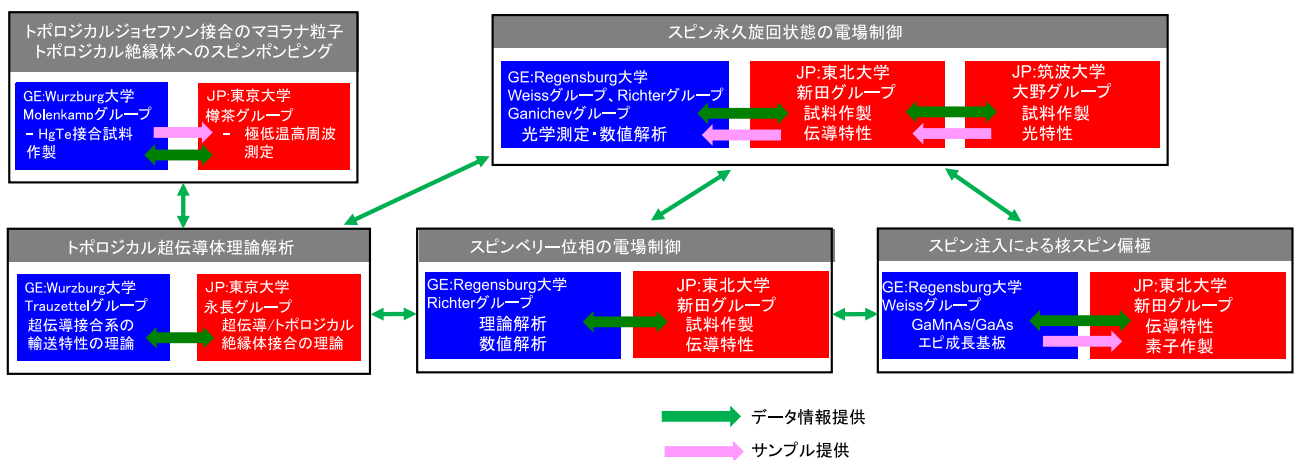 トポロジカルジョセフソン接合のマヨラナ粒子
トポロジカル絶縁体へのスピンポンピング
GE:Wurzburg大学
Molenkampグループ
− HgTe接合試料
作製
JP:東京大学
樽茶グループ
− 極低温高周波
測定
スピン永久旋回状態の電場制御
GE:Regensburg大学
Weissグループ、Richterグループ
Ganichevグループ
光学測定・数値解析
JP:東北大学
新田グループ
試料作製
伝導特性
JP:筑波大学
大野グループ
試料作製
光特性
トポロジカル超伝導体理論解析
GE:Wurzburg大学
Trauzettelグループ
超伝導接合系の
輸送特性の理論
JP:東京大学
永長グループ
超伝導/トポロジカル
絶縁体接合の理論
スピンベリー位相の電場制御
GE:Regensburg大学
Richterグループ
理論解析
数値解析
JP:東北大学
新田グループ
試料作製
伝導特性
スピン注入による核スピン偏極
GE:Regensburg大学
Weissグループ
GaMnAs/GaAs
エピ成長基板
JP:東北大学
新田グループ
伝導特性
素子作製
データ情報提供
サンプル提供